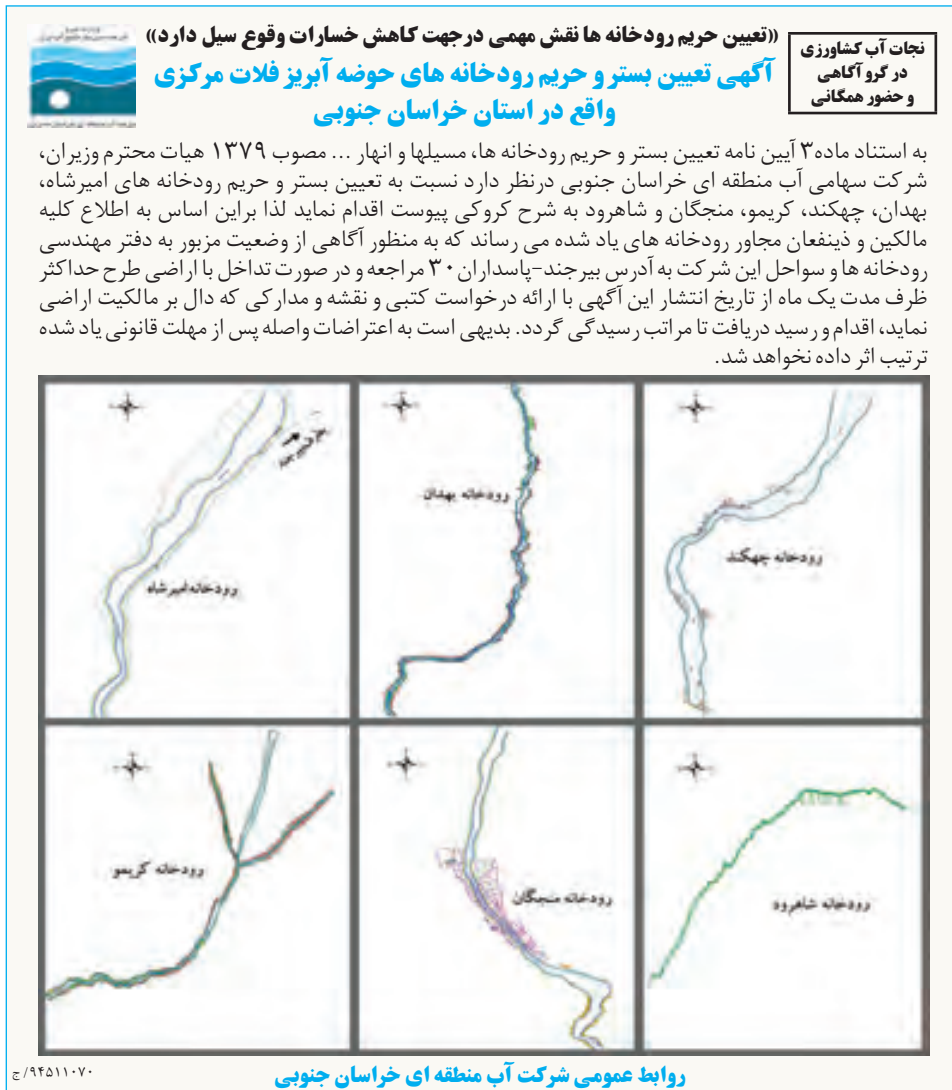 «تعیین حریم رودخانه ها نقش مهمی درجهت کاهش خسارات وقوع سیل دارد»
نجات آب کشاورزی
در گرو آگاهی
و حضور همگانی
آگهی تعیین بستر و حریم رودخانه های حوضه آبریز فلات مرکزی
واقع در استان خراسان جنوبی
به استناد ماده۳ آیین نامه تعیین بستر و حریم رودخانه ها، مسیلها و انهار ... مصوب ۱۳۷۹ هیات محترم وزیران،
شرکت سهامی آب منطقه ای خراسان جنوبی درنظر دارد نسبت به تعیین بستر و حریم رودخانه های امیرشاه،
بهدان، چهکند، کریمو، منجگان و شاهرود به شرح کروکی پیوست اقدام نماید لذا براین اساس به اطلاع کلیه
مالکین و ذینفعان مجاور رودخانه های یاد شده می رساند که به منظور آگاهی از وضعیت مزبور به دفتر مهندسی
رودخانه ها و سواحل این شرکت به آدرس بیرجند-پاسداران ۳۰ مراجعه و در صورت تداخل با اراضی طرح حداکثر
ظرف مدت یک ماه از تاریخ انتشار این آگهی با ارائه درخواست کتبی و نقشه و مدارکی که دال بر مالکیت اراضی
نماید، اقدام و رسید دریافت تا مراتب رسیدگی گردد. بدیهی است به اعتراضات واصله پس از مهلت قانونی یاد شده
ترتیب اثر داده نخواهد شد.
رودخانه چهکند
رودخانه بهدان
رودخانه امیرشاه
رودخانه شاهرود
رودخانه منجگان
رودخانه کریمو
روابط عمومی شرکت آب منطقه ای خراسان جنوبی
۹۴۵۱۱۰۷۰/ج